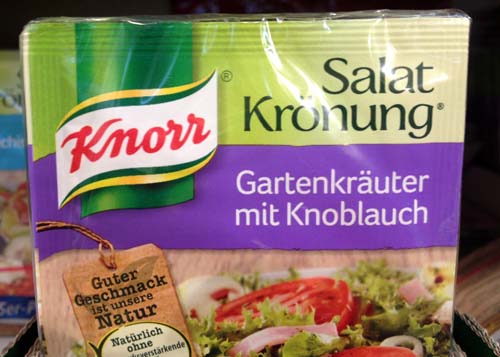 Knorr®
Salat
Krönung®
Gartenkräuter
mit Knoblauch
Guter
Geschmack
ist unsere
Natur
Natürlich
ohne